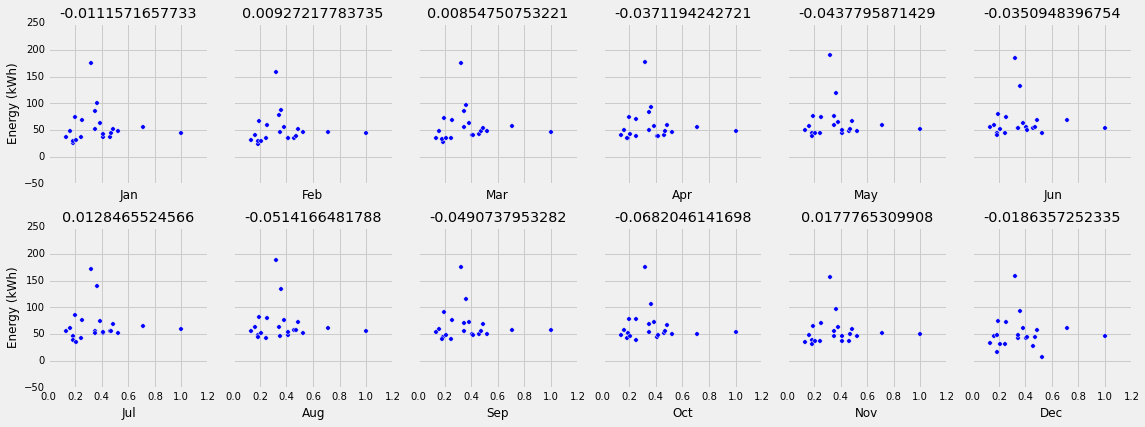 -0.0111571657733 0.00927217783735 0.00854750753221 -0.0371194242721 -0.0437795871429 -0.0350948396754
250
200
150
100
50
0
−50
Energy (kWh)
Jan Feb Mar Apr May Jun
0.0128465524566 -0.0514166481788 -0.0490737953282 -0.0682046141698 0.0177765309908 -0.0186357252335
250
200
150
100
50
0
−50
Energy (kWh)
0.0 0.2 0.4 0.6 0.8 1.0 1.2 0.2 0.4 0.6 0.8 1.0 1.2 0.2 0.4 0.6 0.8 1.0 1.2 0.0 0.2 0.4 0.6 0.8 1.0 1.2 0.0 0.2 0.4 0.6 0.8 1.0 1.2 0.0 0.2 0.4 0.6 0.8 1.0 1.2
Jul Aug Sep Oct Nov Dec